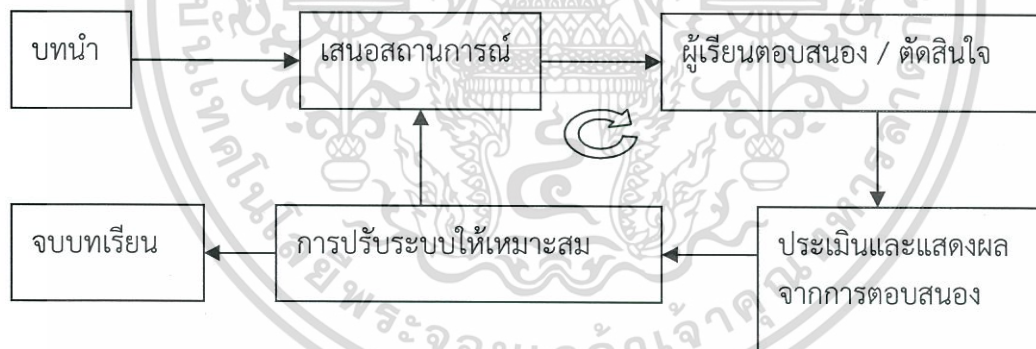 บทนำ
เสนอสถานการณ์
ผู้เรียนตอบสนอง / ตัดสินใจ
จบบทเรียน
การปรับระบบให้เหมาะสม
ประเมินและแสดงผล
จากการตอบสนอง